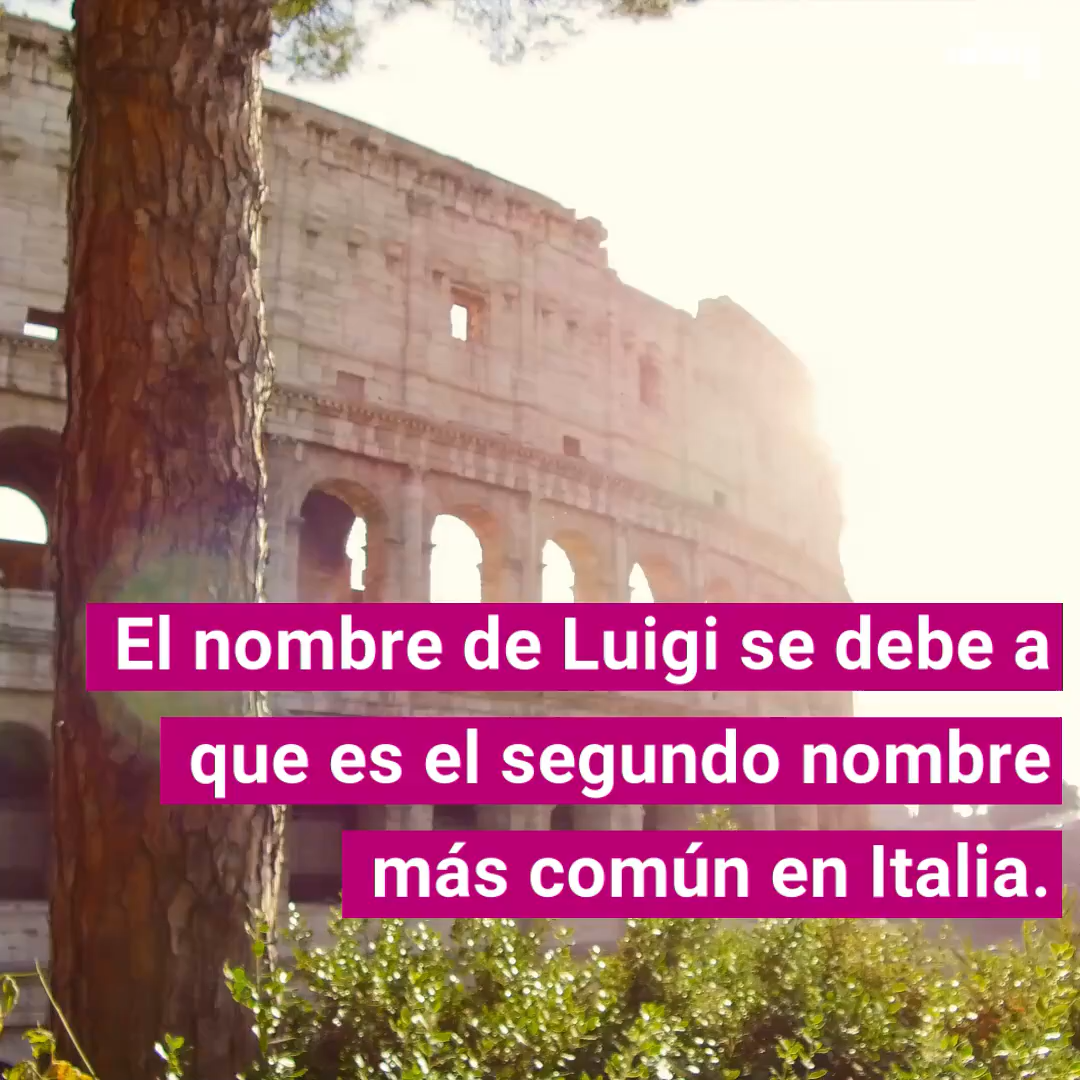 El nombre de Luigi se debe a
que es el segundo nombre
más común en Italia.